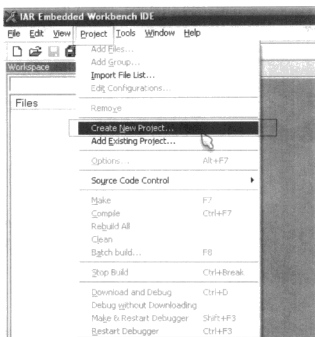 IAR Embedded Workbench IDE
File Edit View Project Tools Window Help
Add Files...
Workspace
Add Group...
Import File List...
Edit Configurations...
Files
Remove
Create New Project...
Add Existing Project...
Options... Alt+F7
Source Code Control
Make F7
Compile Ctrl+F7
Rebuild All
Clean
Batch build... F8
Stop Build Ctrl+Break
Download and Debug Ctrl+D
Debug without Downloading
Make & Restart Debugger Shift+F3
Restart Debugger Ctrl+F3